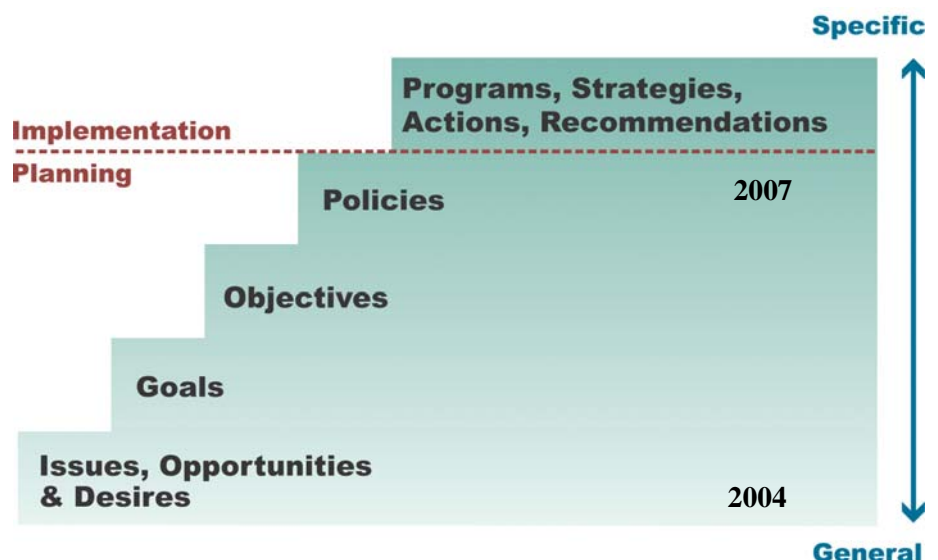 Specific
Programs, Strategies,
Actions, Recommendations
Implementation
Planning
Policies
2007
Objectives
Goals
Issues, Opportunities
& Desires
2004
General